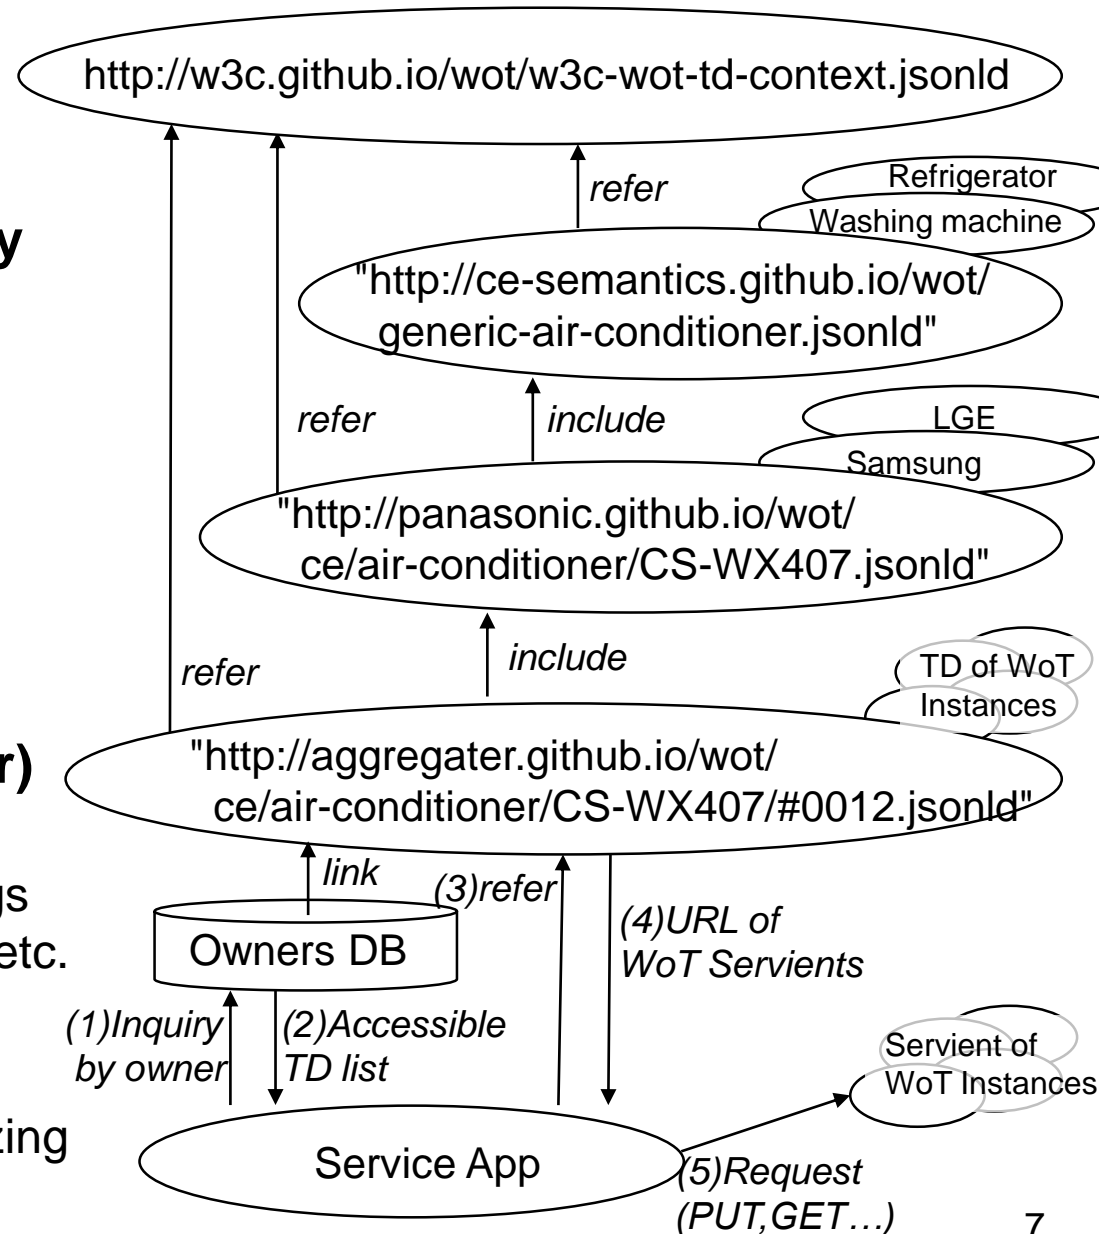 http://w3c.github.io/wot/w3c-wot-td-context.jsonld
refer
Refrigerator
Washing machine
y
"http://ce-semantics.github.io/wot/
generic-air-conditioner.jsonld"
refer
include
LGE
Samsung
"http://panasonic.github.io/wot/
ce/air-conditioner/CS-WX407.jsonld"
refer
include
TD of WoT
Instances
r)
"http://aggregater.github.io/wot/
ce/air-conditioner/CS-WX407/#0012.jsonld"
link
(3)refer
gs
etc.
Owners DB
(4)URL of
WoT Servients
(1)Inquiry
by owner
(2)Accessible
TD list
Servient of
WoT Instances
zing
Service App
(5)Request
(PUT,GET…)
7